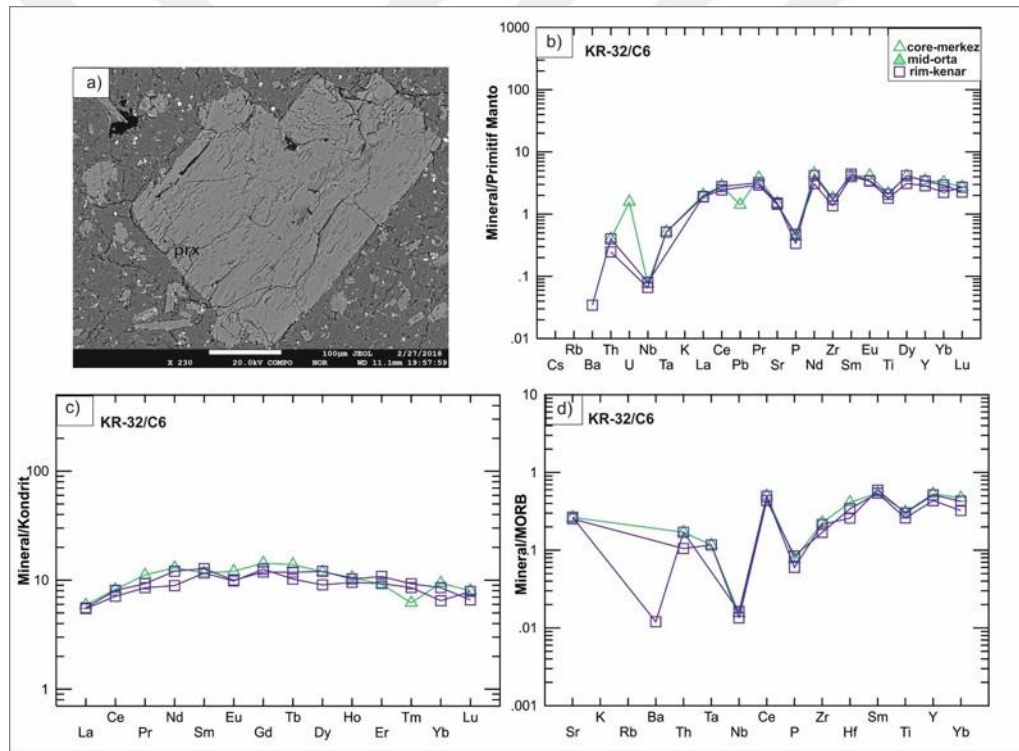 a)
prx
100µm JEOL 2/27/2018
X 230 20.0kV COMPO NOR WD 11.1mm 19:57:59
b)
KR-32/C6
core-merkez
mid-orta
rim-kenar
Mineral/Primitif Manto
1000
100
10
1
.1
.01
Rb Th Nb K Ce Pr P Zr Eu Dy Yb
Cs Ba U Ta La Pb Sr Nd Sm Ti Y Lu
c)
KR-32/C6
Mineral/Kondrit
100
10
1
Ce Nd Eu Tb Ho Tm Lu
La Pr Sm Gd Dy Er Yb
d)
KR-32/C6
Mineral/MORB
10
1
.1
.01
.001
K Ba Ta Ce Zr Sm Y
Sr Rb Th Nb P Hf Ti Yb